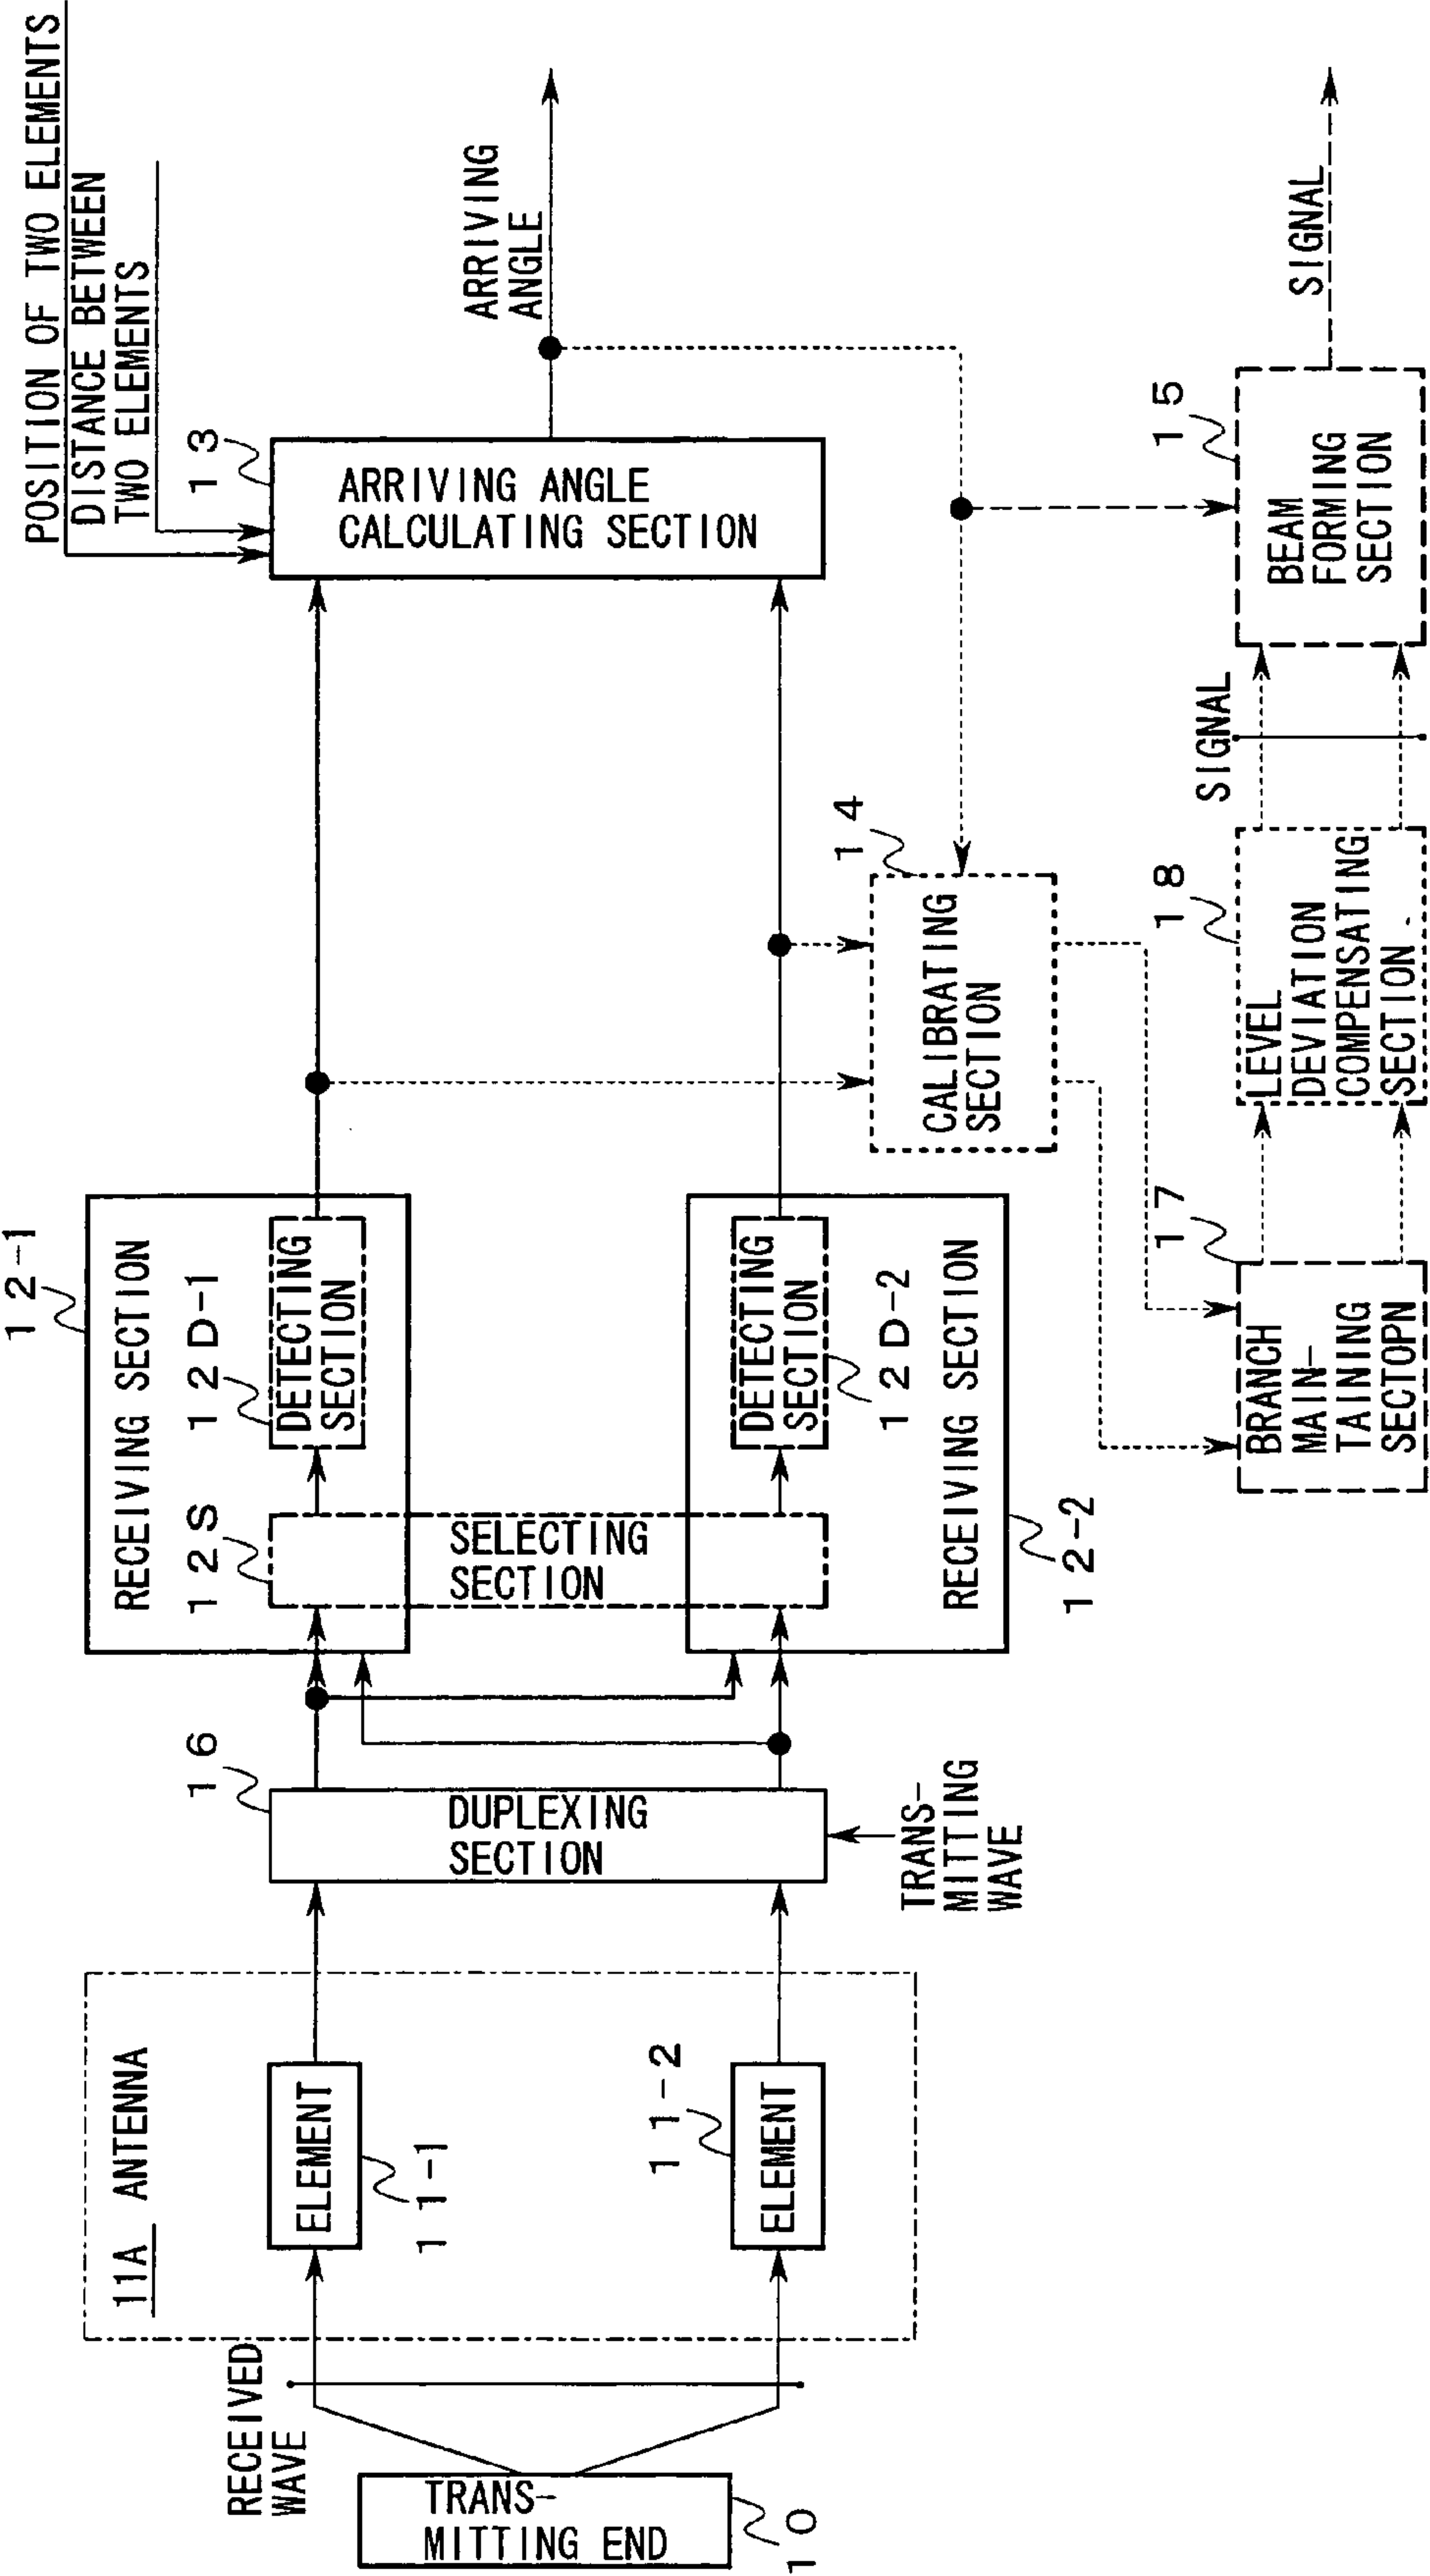 POSITION OF TWO ELEMENTS
DISTANCE BETWEEN
TWO ELEMENTS
13
ARRIVING ANGLE
CALCULATING SECTION
ARRIVING
ANGLE
12-1
RECEIVING SECTION
12D-1
DETECTING
SECTION
12S
SELECTING
SECTION
DETECTING
SECTION
12D-2
RECEIVING SECTION
12-2
16
DUPLEXING
SECTION
TRANS-
MITTING
WAVE
11A ANTENNA
ELEMENT
11-1
11-2
ELEMENT
RECEIVED
WAVE
TRANS-
MITTING END
10
14
CALIBRATING
SECTION
17
BRANCH
MAIN-
TAINING
SECTOPN
18
LEVEL
DEVIATION
COMPENSATING
SECTION
SIGNAL
15
BEAM
FORMING
SECTION
SIGNAL